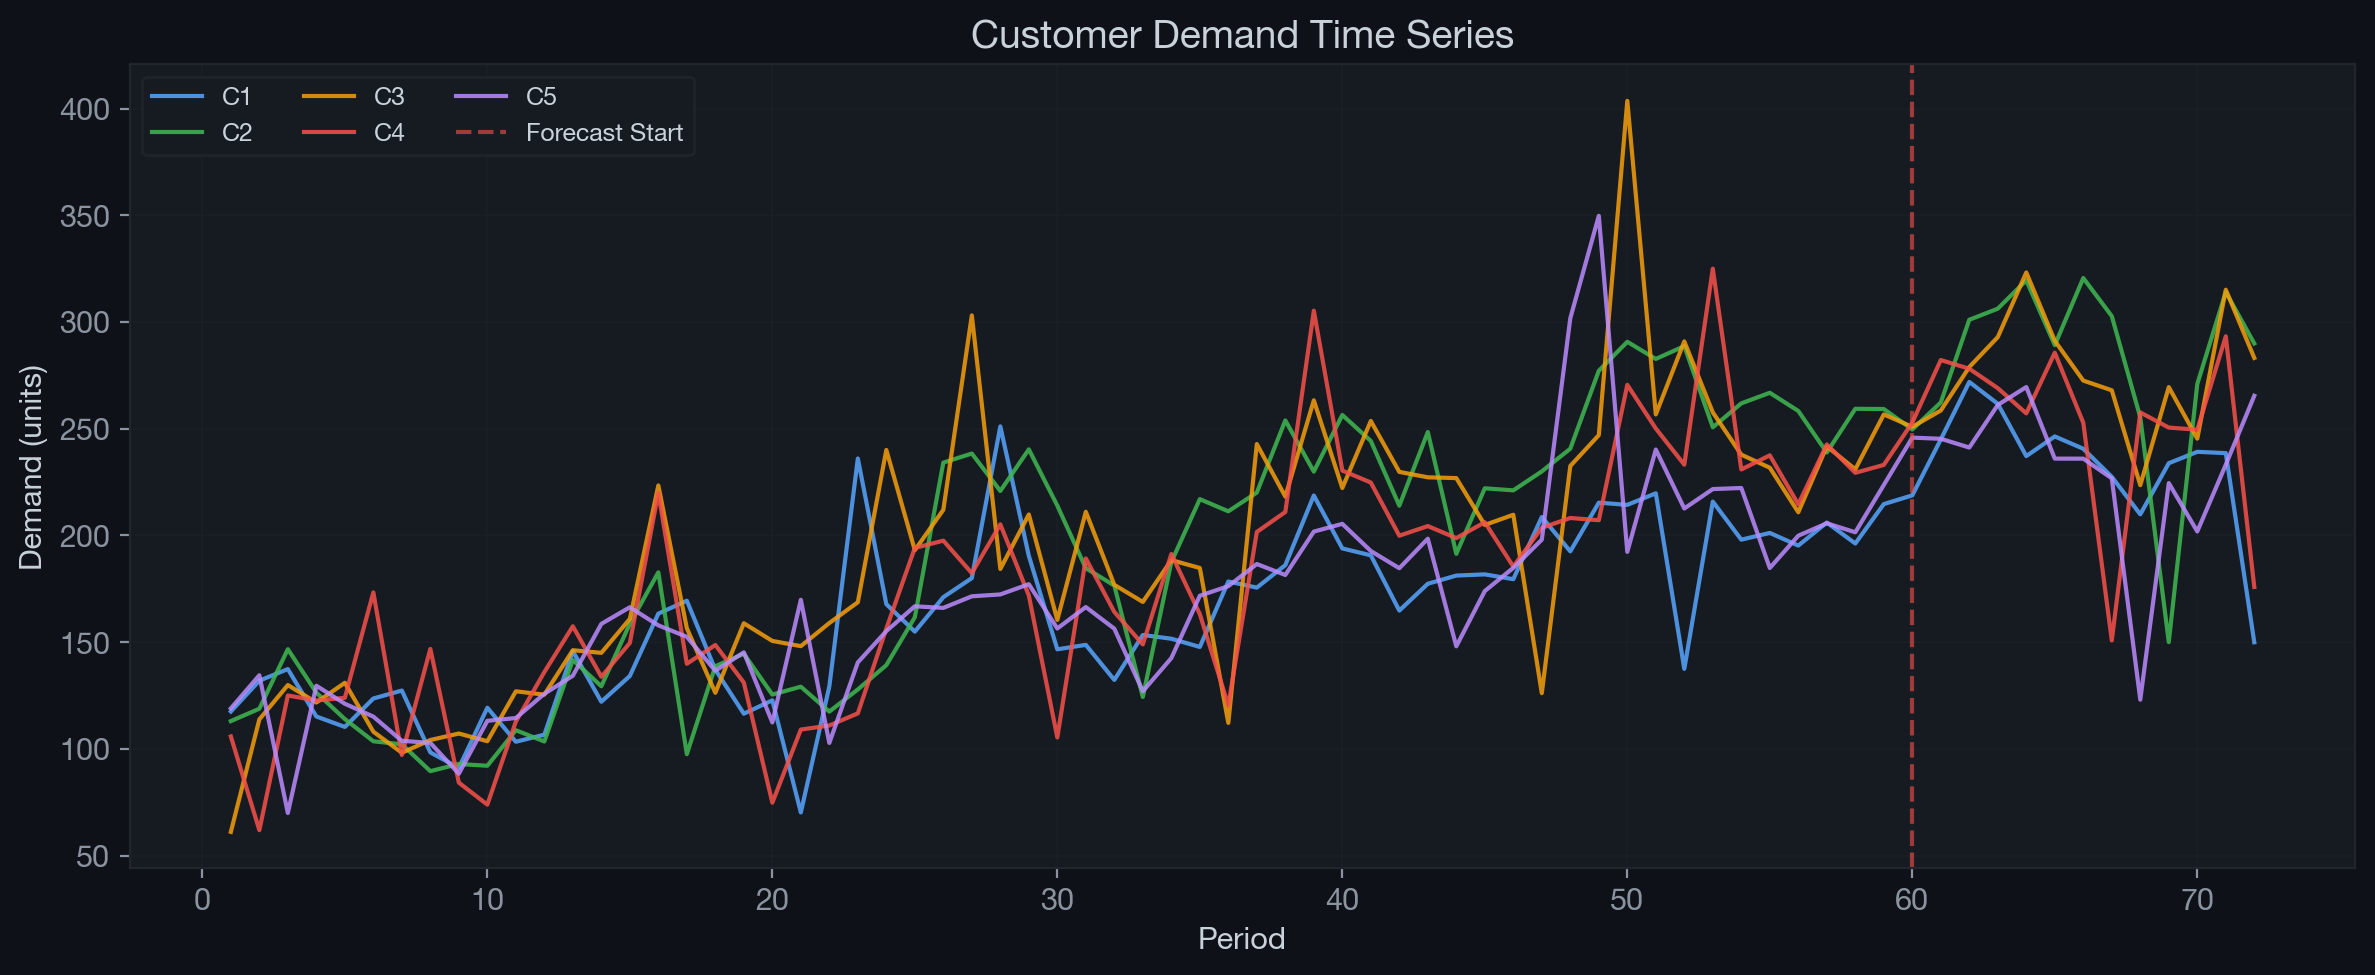 Customer Demand Time Series
C1
C2
C3
C4
C5
Forecast Start
Demand (units)
400
350
300
250
200
150
100
50
0
10
20
30
40
50
60
70
Period